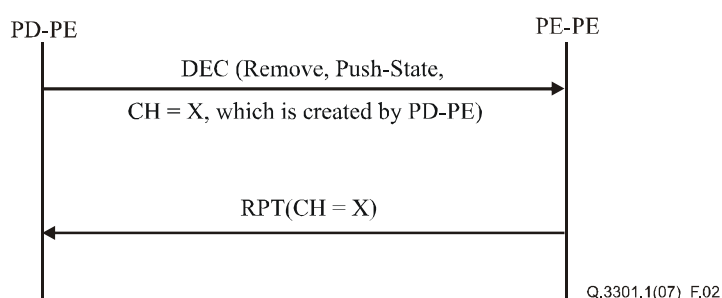 PD-PE
PE-PE
DEC (Remove, Push-State,
CH = X, which is created by PD-PE)
RPT(CH = X)
Q.3301.1(07)_F.02